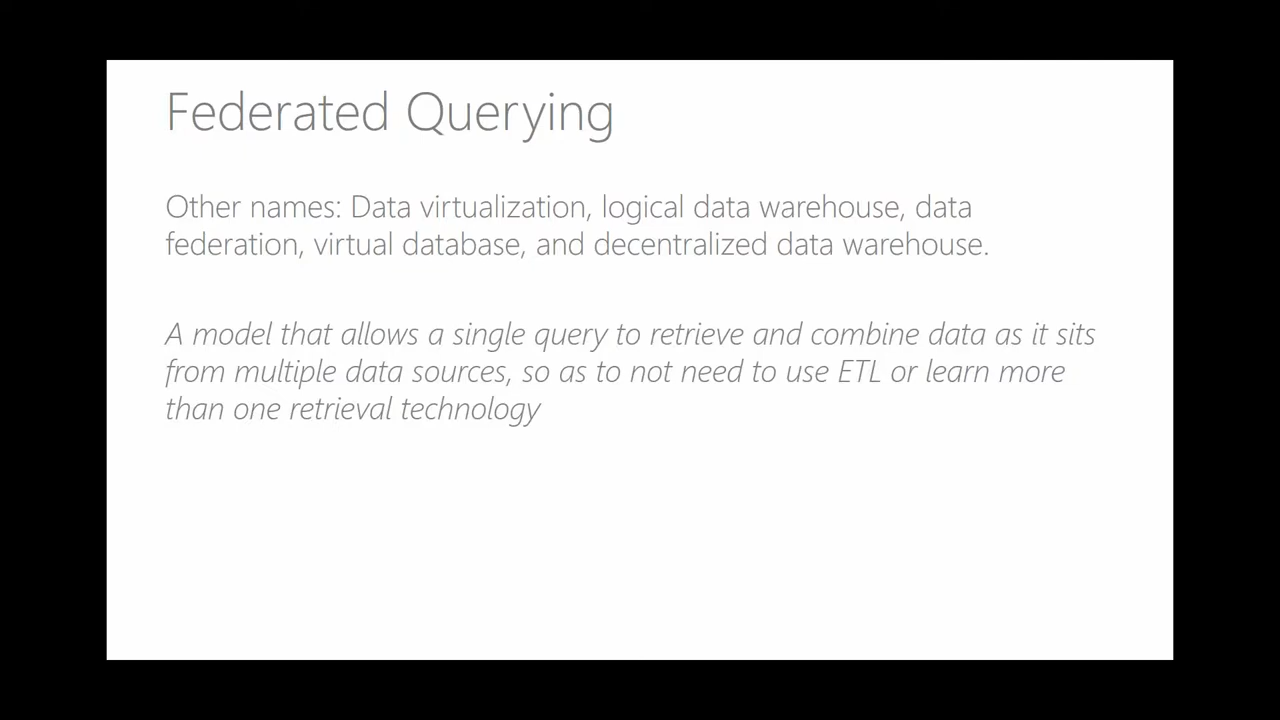 Federated Querying
Other names: Data virtualization, logical data warehouse, data
federation, virtual database, and decentralized data warehouse.
A model that allows a single query to retrieve and combine data as it sits
from multiple data sources, so as to not need to use ETL or learn more
than one retrieval technology